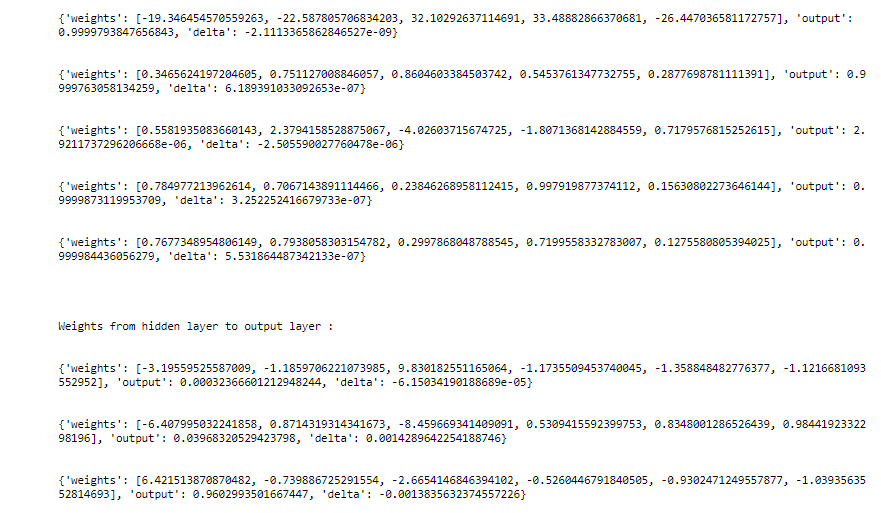 {'weights': [-19.346454570559263, -22.587805706834203, 32.10292637114691, 33.48882866370681, -26.447036581172757], 'output':
0.9999793847656843, 'delta': -2.1113365862846527e-09}
{'weights': [0.3465624197204605, 0.751127008846057, 0.8604603384503742, 0.5453761347732755, 0.2877698781111391], 'output': 0.9
999763058134259, 'delta': 6.189391033092653e-07}
{'weights': [0.5581935083660143, 2.3794158528875067, -4.02603715674725, -1.8071368142884559, 0.7179576815252615], 'output': 2.
9211737296206668e-06, 'delta': -2.505590027760478e-06}
{'weights': [0.784977213962614, 0.7067143891114466, 0.23846268958112415, 0.997919877374112, 0.15630802273646144], 'output': 0.
9999873119953709, 'delta': 3.252252416679733e-07}
{'weights': [0.7677348954806149, 0.7938058303154782, 0.2997868048788545, 0.7199558332783007, 0.1275580805394025], 'output': 0.
999984436056279, 'delta': 5.531864487342133e-07}
Weights from hidden layer to output layer :
{'weights': [-3.19559525587009, -1.1859706221073985, 9.830182551165064, -1.1735509453740045, -1.358848482776377, -1.1216681093
552952], 'output': 0.00032366601212948244, 'delta': -6.15034190188689e-05}
{'weights': [-6.407995032241858, 0.8714319314341673, -8.459669341409091, 0.5309415592399753, 0.8348001286526439, 0.98441923322
98196], 'output': 0.03968320529423798, 'delta': 0.0014289642254188746}
{'weights': [6.421513870870482, -0.739886725291554, -2.6654146846394102, -0.5260446791840505, -0.9302471249557877, -1.03935635
52814693], 'output': 0.9602993501667447, 'delta': -0.0013835632374557226}